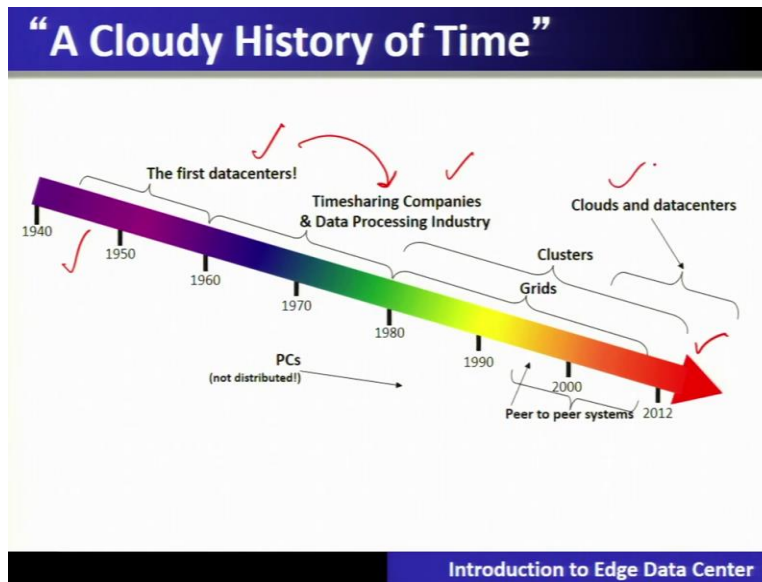 “A Cloudy History of Time”
The first datacenters!
Timesharing Companies
& Data Processing Industry
Clouds and datacenters
Clusters
Grids
1940
1950
1960
1970
1980
1990
2000
2012
PCs
(not distributed!)
Peer to peer systems
Introduction to Edge Data Center